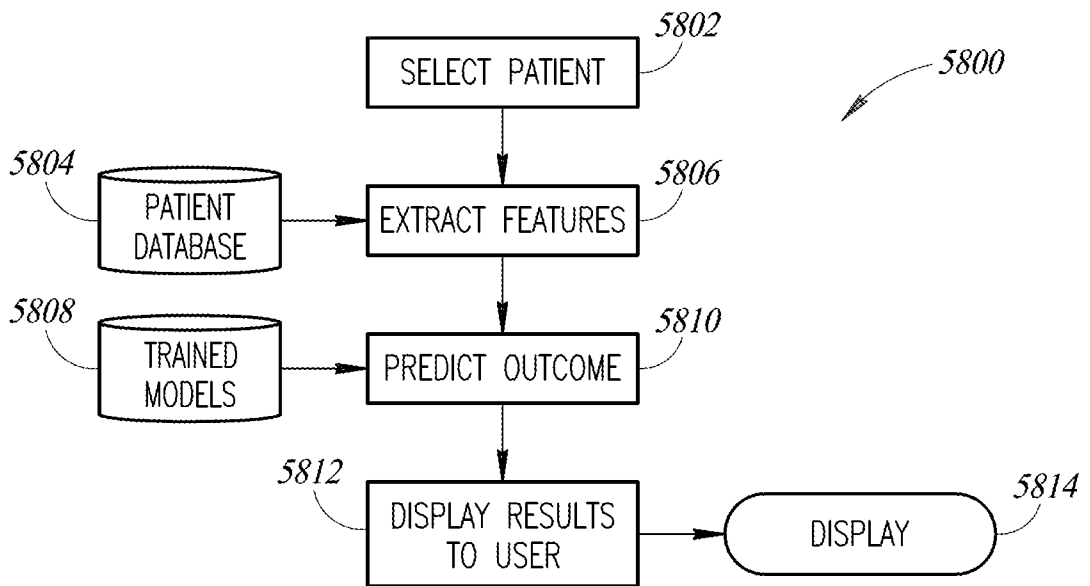 5802
SELECT PATIENT
5800
5804
PATIENT
DATABASE
5806
EXTRACT FEATURES
5808
TRAINED
MODELS
5810
PREDICT OUTCOME
5812
DISPLAY RESULTS
TO USER
5814
DISPLAY